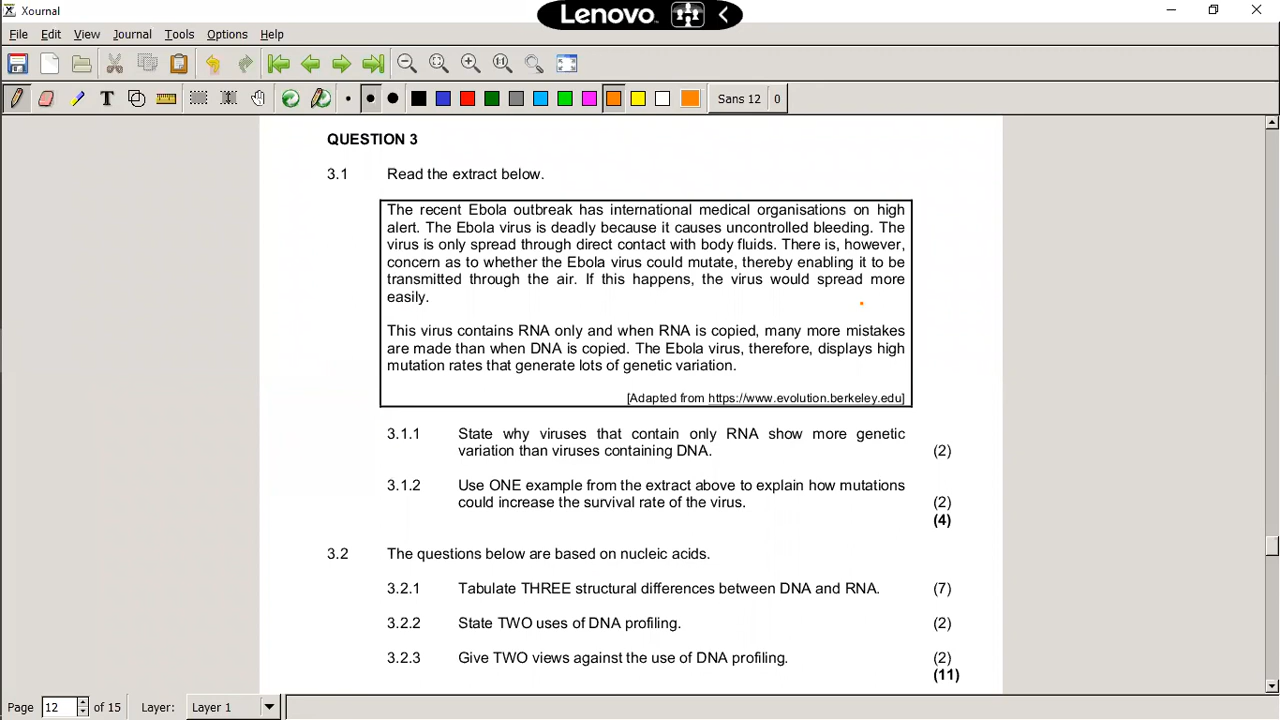 Xournal
Lenovo
File Edit View Journal Tools Options Help
Sans 12 0
QUESTION 3
3.1 Read the extract below.
The recent Ebola outbreak has international medical organisations on high
alert. The Ebola virus is deadly because it causes uncontrolled bleeding. The
virus is only spread through direct contact with body fluids. There is, however,
concern as to whether the Ebola virus could mutate, thereby enabling it to be
transmitted through the air. If this happens, the virus would spread more
easily.
This virus contains RNA only and when RNA is copied, many more mistakes
are made than when DNA is copied. The Ebola virus, therefore, displays high
mutation rates that generate lots of genetic variation.
[Adapted from https://www.evolution.berkeley.edu]
3.1.1 State why viruses that contain only RNA show more genetic
variation than viruses containing DNA. (2)
3.1.2 Use ONE example from the extract above to explain how mutations
could increase the survival rate of the virus. (2)
(4)
3.2 The questions below are based on nucleic acids.
3.2.1 Tabulate THREE structural differences between DNA and RNA. (7)
3.2.2 State TWO uses of DNA profiling. (2)
3.2.3 Give TWO views against the use of DNA profiling. (2)
(11)
Page 12 of 15 Layer: Layer 1